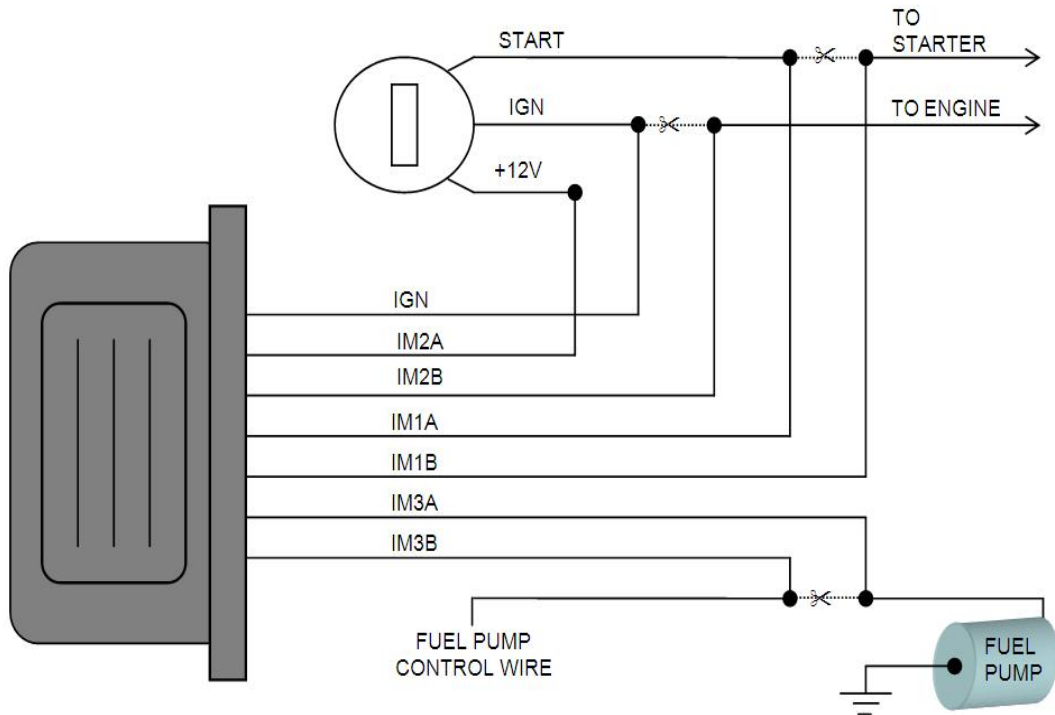 START
TO
STARTER
IGN
TO ENGINE
+12V
IGN
IM2A
IM2B
IM1A
IM1B
IM3A
IM3B
FUEL PUMP
CONTROL WIRE
FUEL
PUMP